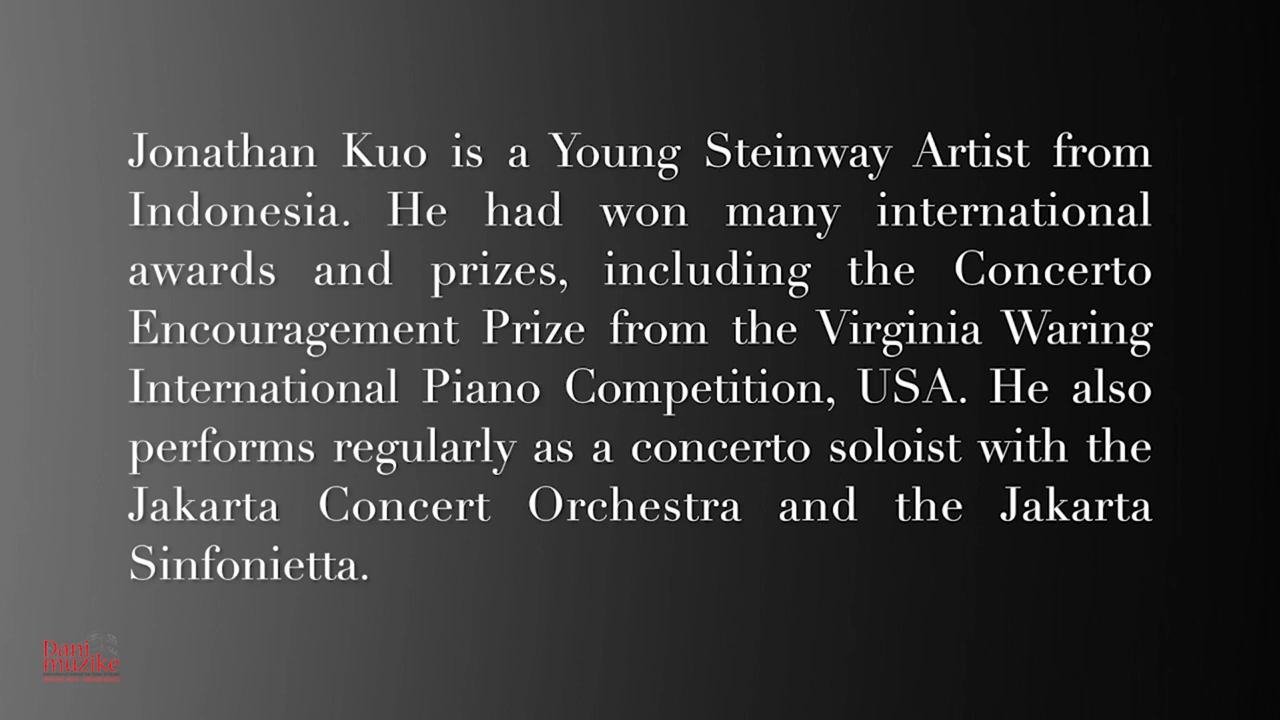 Jonathan Kuo is a Young Steinway Artist from
Indonesia. He had won many international
awards and prizes, including the Concerto
Encouragement Prize from the Virginia Waring
International Piano Competition, USA. He also
performs regularly as a concerto soloist with the
Jakarta Concert Orchestra and the Jakarta
Sinfonietta.
Dani
muzike